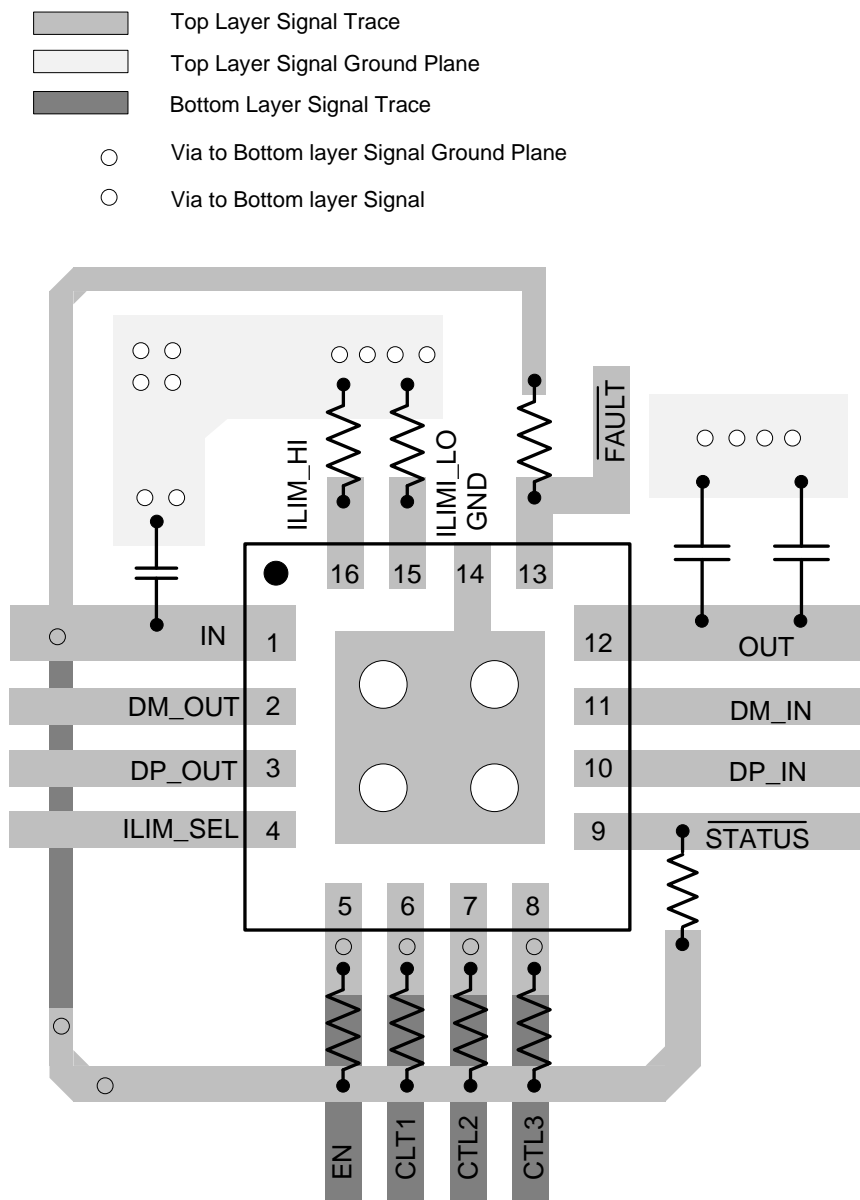 Top Layer Signal Trace
Top Layer Signal Ground Plane
Bottom Layer Signal Trace
Via to Bottom layer Signal Ground Plane
Via to Bottom layer Signal
ILIM_HI
ILIMI_LO
GND
FAULT
16
15
14
13
IN
1
12
OUT
DM_OUT
2
11
DM_IN
DP_OUT
3
10
DP_IN
ILIM_SEL
4
9
STATUS
5
6
7
8
EN
CLT1
CTL2
CTL3